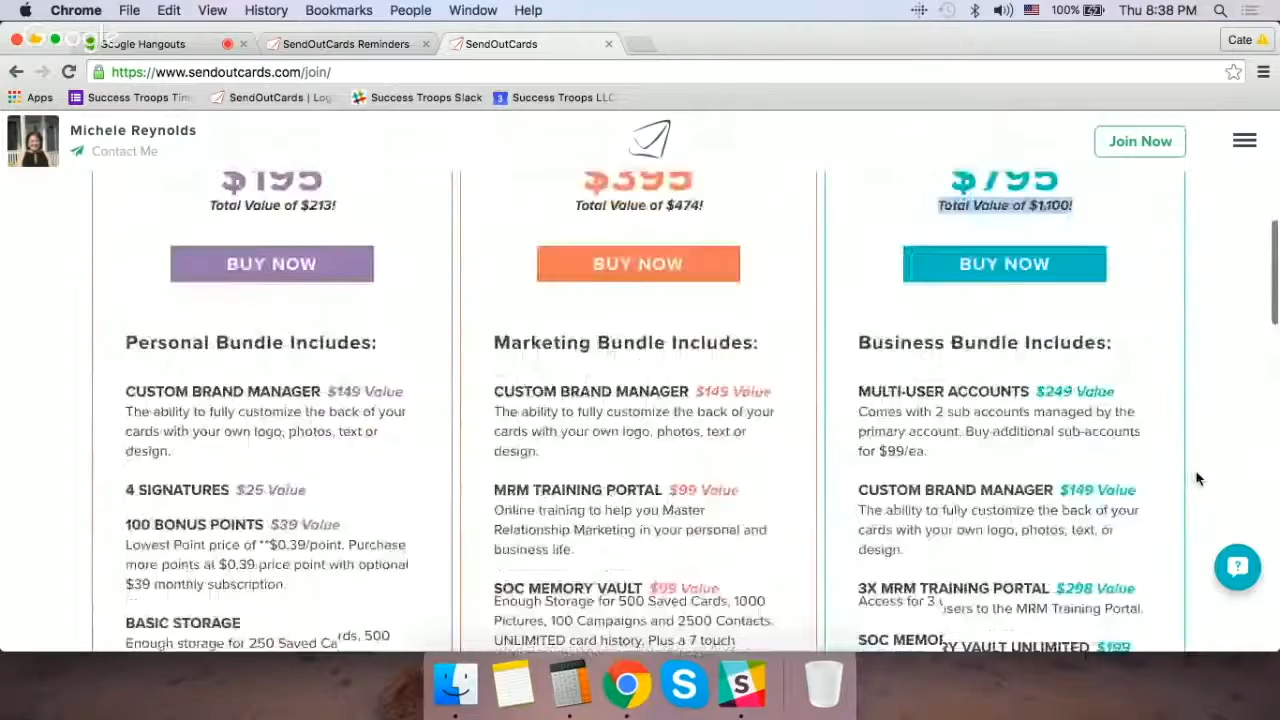 Chrome File Edit View History Bookmarks People Window Help 100% Thu 8:38 PM
Google
Google Hangouts SendOutCards Reminders SendOutCards Cate
https://www.sendoutcards.com/join/
Apps Success Troops Tim SendOutCards | Log Success Troops Slack 3 Success Troops LLC
Michele Reynolds
Contact Me
Join Now
$195 $395 $795
Total Value of $213! Total Value of $474! Total Value of $1,100!
BUY NOW BUY NOW BUY NOW
Personal Bundle Includes:
CUSTOM BRAND MANAGER $149 Value
The ability to fully customize the back of your
cards with your own logo, photos, text or
design.
4 SIGNATURES $25 Value
100 BONUS POINTS $39 Value
Lowest Point price of **$0.39/point. Purchase
more points at $0.39 price point with optional
$39 monthly subscription.
BASIC STORAGE
Enough storage for 250 Saved Cards, 500
Marketing Bundle Includes:
CUSTOM BRAND MANAGER $149 Value
The ability to fully customize the back of your
cards with your own logo, photos, text or
design.
MRM TRAINING PORTAL $99 Value
Online training to help you Master
Relationship Marketing in your personal and
business life.
SOC MEMORY VAULT $99 Value
Enough Storage for 500 Saved Cards, 1000
Pictures, 100 Campaigns and 2500 Contacts.
UNLIMITED card history. Plus a 7 touch
Business Bundle Includes:
MULTI-USER ACCOUNTS $249 Value
Comes with 2 sub accounts managed by the
primary account. Buy additional sub-accounts
for $99/ea.
CUSTOM BRAND MANAGER $149 Value
The ability to fully customize the back of your
cards with your own logo, photos, text, or
design.
3X MRM TRAINING PORTAL $298 Value
Access for 3 users to the MRM Training Portal.
SOC MEMORY VAULT UNLIMITED $199
S S